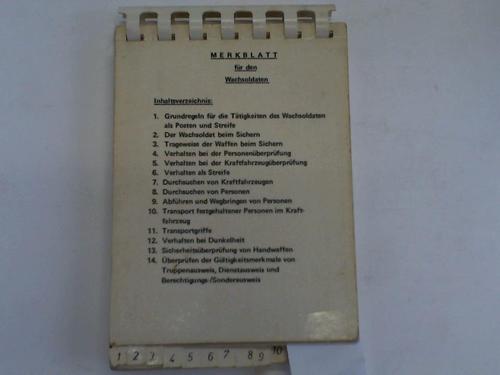 MERKBLATT
für den
Wachsoldaten
Inhaltsverzeichnis:
1. Grundregeln für die Tätigkeiten des Wachsoldaten
als Posten und Streife
2. Der Wachsoldat beim Sichern
3. Trageweise der Waffen beim Sichern
4. Verhalten bei der Personenüberprüfung
5. Verhalten bei der Kraftfahrzeugüberprüfung
6. Verhalten als Streife
7. Durchsuchen von Kraftfahrzeugen
8. Durchsuchen von Personen
9. Abführen und Wegbringen von Personen
10. Transport festgehaltener Personen im Kraft-
fahrzeug
11. Transportgriffe
12. Verhalten bei Dunkelheit
13. Sicherheitsüberprüfung von Handwaffen
14. Überprüfen der Gültigkeitsmerkmale von
Truppenausweis, Dienstausweis und
Berechtigungs-/Sonderausweis
1 2 3 4 5 6 7 8 9 10